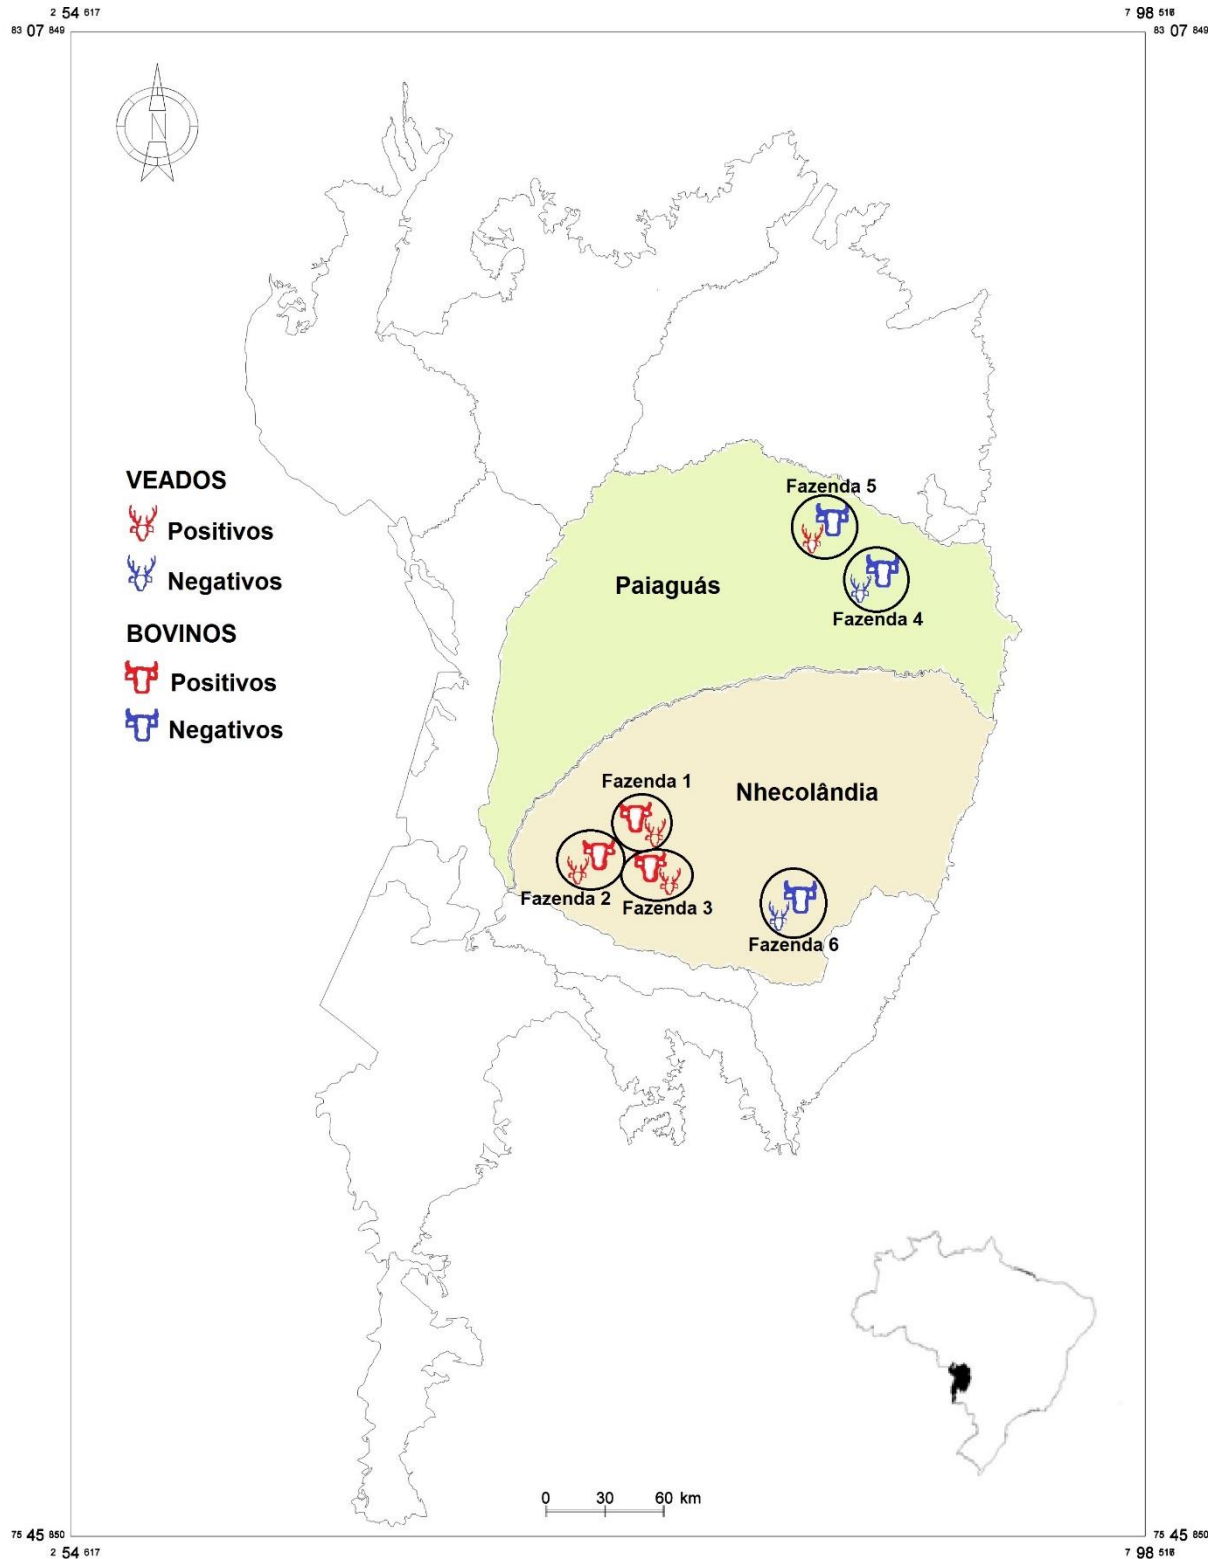 2 54 617
7 98 518
83 07 849
83 07 849
N
VEADOS
Positivos
Negativos
BOVINOS
Positivos
Negativos
Fazenda 5
Paiaguás
Fazenda 4
Fazenda 1
Nhecolândia
Fazenda 2
Fazenda 3
Fazenda 6
0 30 60 km
75 45 850
75 45 850
2 54 617
7 98 518